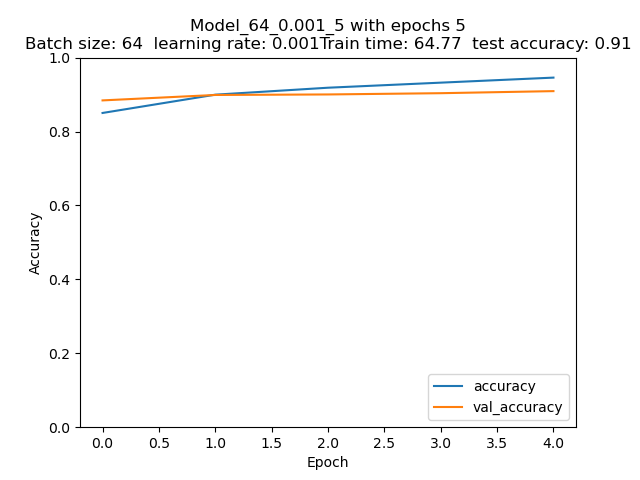 Model_64_0.001_5 with epochs 5
Batch size: 64  learning rate: 0.001Train time: 64.77  test accuracy: 0.91
1.0
0.8
0.6
0.4
0.2
0.0
Accuracy
accuracy
val_accuracy
0.0 0.5 1.0 1.5 2.0 2.5 3.0 3.5 4.0
Epoch